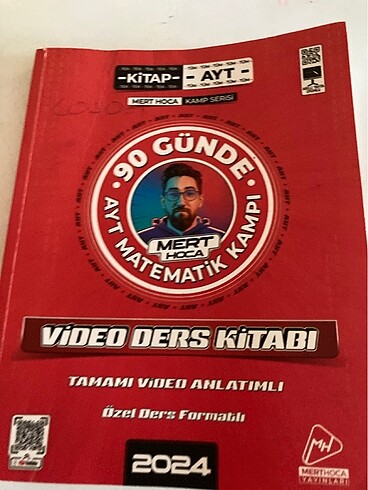 -KİTAP- - AYT -
MERT HOCA KAMP SERİSİ
90 GÜNDE
AYT MATEMATİK KAMPI
MERT
HOCA
VİDEO DERS KİTABI
TAMAMI VİDEO ANLATIMLI
Özel Ders Formatlı
2024
MH
MERTHOCA
YAYINLARI